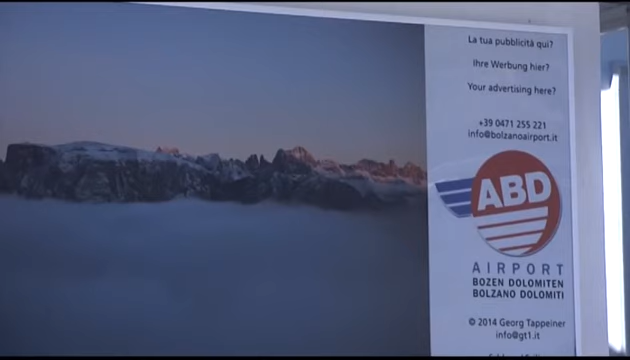 La tua pubblicità qui?
Ihre Werbung hier?
Your advertising here?
+39 0471 255 221
info@bolzanoairport.it
ABD
AIRPORT
BOZEN DOLOMITEN
BOLZANO DOLOMITI
© 2014 Georg Tappeiner
info@gt1.it